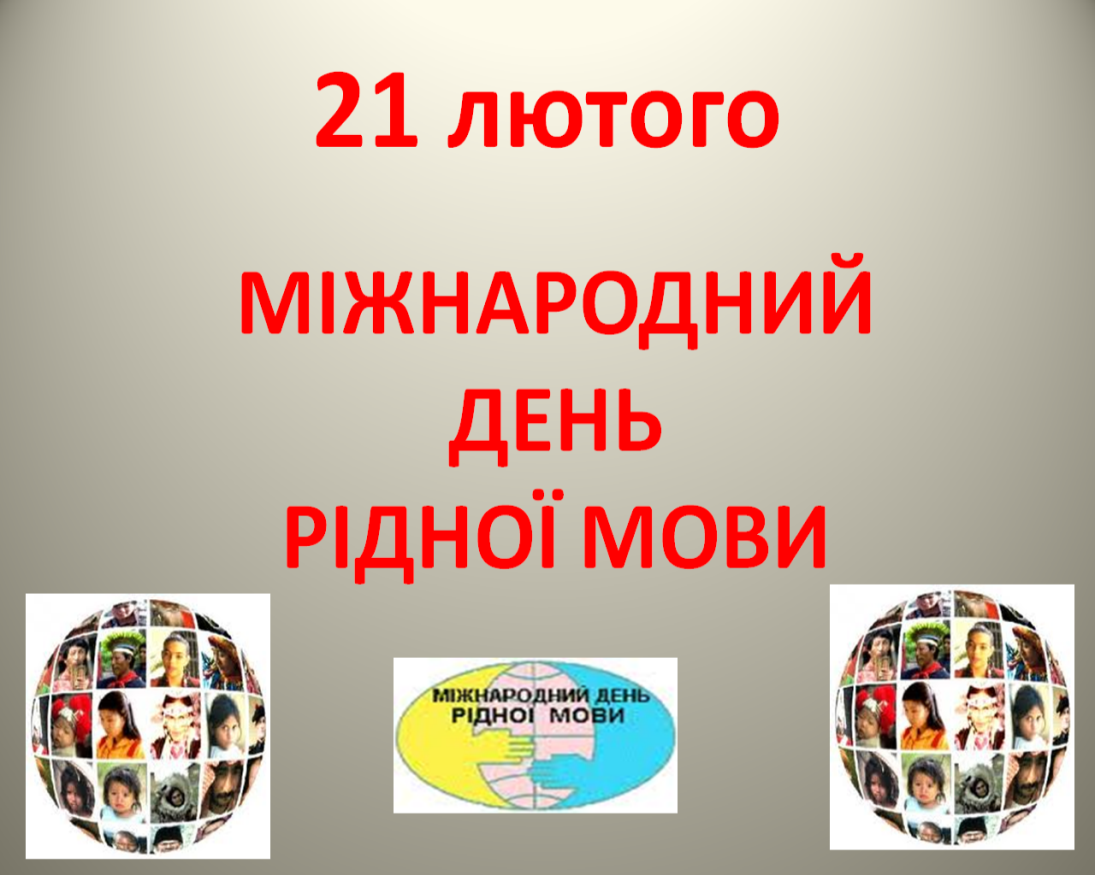 21 лютого
МІЖНАРОДНИЙ
ДЕНЬ
РІДНОЇ МОВИ
МІЖНАРОДНИЙ ДЕНЬ
РІДНОЇ МОВИ